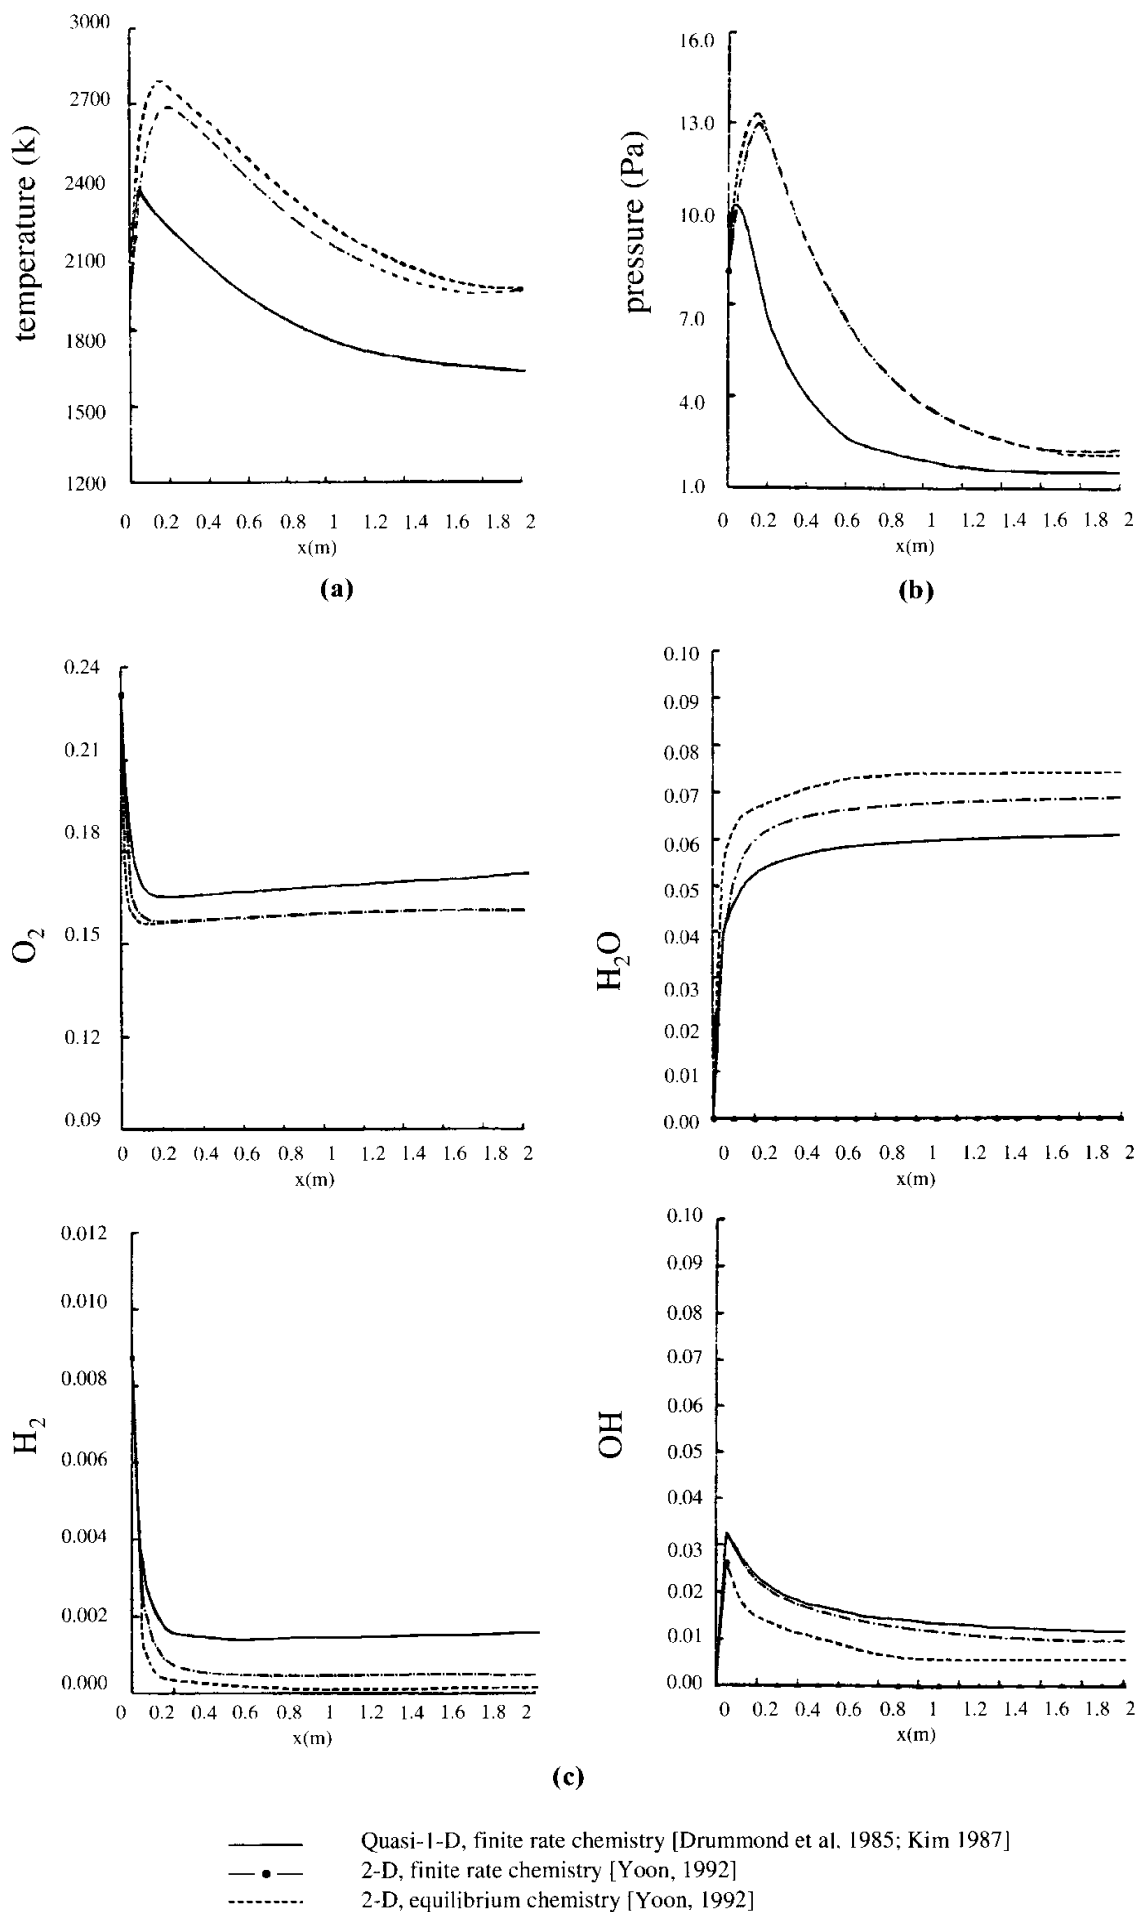 3000
2700
2400
2100
1800
1500
1200
temperature (k)
0 0.2 0.4 0.6 0.8 1 1.2 1.4 1.6 1.8 2
x(m)
(a)
16.0
13.0
10.0
7.0
4.0
1.0
pressure (Pa)
0 0.2 0.4 0.6 0.8 1 1.2 1.4 1.6 1.8 2
x(m)
(b)
0.24
0.21
0.18
0.15
0.12
0.09
O2
0 0.2 0.4 0.6 0.8 1 1.2 1.4 1.6 1.8 2
x(m)
0.10
0.09
0.08
0.07
0.06
0.05
0.04
0.03
0.02
0.01
0.00
H2O
0 0.2 0.4 0.6 0.8 1 1.2 1.4 1.6 1.8 2
x(m)
0.012
0.010
0.008
0.006
0.004
0.002
0.000
H2
0 0.2 0.4 0.6 0.8 1 1.2 1.4 1.6 1.8 2
x(m)
0.10
0.09
0.08
0.07
0.06
0.05
0.04
0.03
0.02
0.01
0.00
OH
0 0.2 0.4 0.6 0.8 1 1.2 1.4 1.6 1.8 2
x(m)
(c)
Quasi-1-D, finite rate chemistry [Drummond et al, 1985; Kim 1987]
2-D, finite rate chemistry [Yoon, 1992]
2-D, equilibrium chemistry [Yoon, 1992]